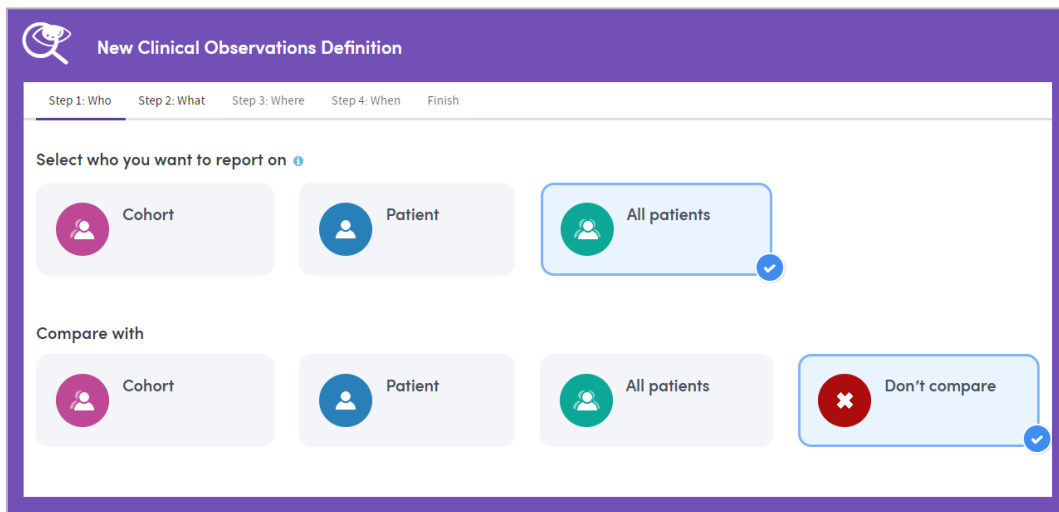 New Clinical Observations Definition
Step 1: Who Step 2: What Step 3: Where Step 4: When Finish
Select who you want to report on
Cohort Patient All patients
Compare with
Cohort Patient All patients Don't compare